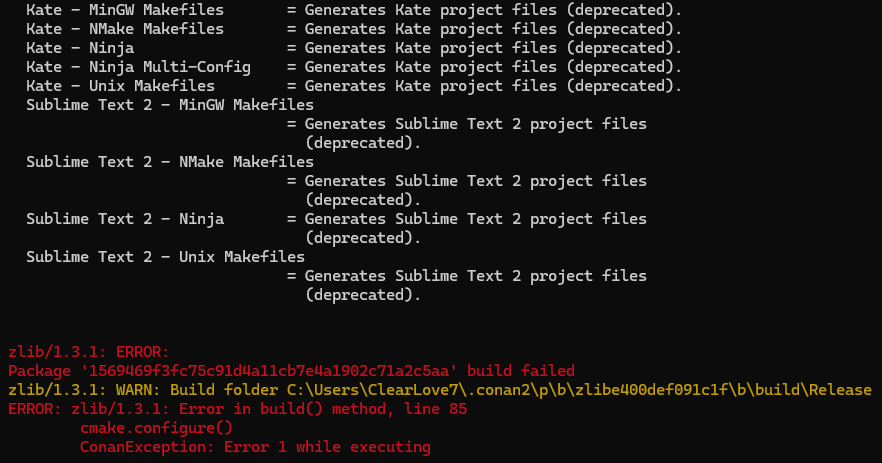 Kate - MinGW Makefiles       = Generates Kate project files (deprecated).
Kate - NMake Makefiles       = Generates Kate project files (deprecated).
Kate - Ninja                 = Generates Kate project files (deprecated).
Kate - Ninja Multi-Config    = Generates Kate project files (deprecated).
Kate - Unix Makefiles        = Generates Kate project files (deprecated).
Sublime Text 2 - MinGW Makefiles
= Generates Sublime Text 2 project files
(deprecated).
Sublime Text 2 - NMake Makefiles
= Generates Sublime Text 2 project files
(deprecated).
Sublime Text 2 - Ninja       = Generates Sublime Text 2 project files
(deprecated).
Sublime Text 2 - Unix Makefiles
= Generates Sublime Text 2 project files
(deprecated).
zlib/1.3.1: ERROR:
Package '1569469f3fc75c91d4a11cb7e4a1902c71a2c5aa' build failed
zlib/1.3.1: WARN: Build folder C:\Users\ClearLove7\.conan2\p\b\zlibe400def091c1f\b\build\Release
ERROR: zlib/1.3.1: Error in build() method, line 85
cmake.configure()
ConanException: Error 1 while executing